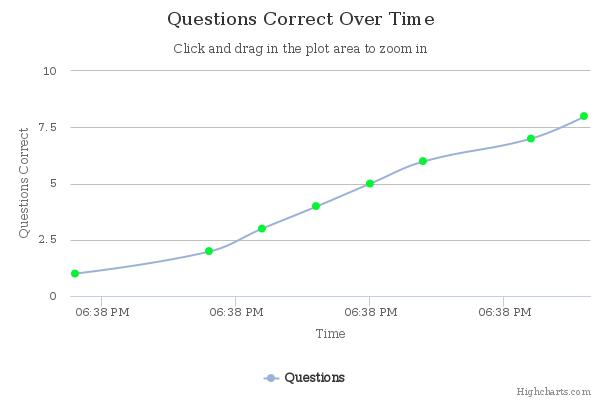 Questions Correct Over Time
Click and drag in the plot area to zoom in
Questions Correct
10
7.5
5
2.5
0
06:38 PM 06:38 PM 06:38 PM 06:38 PM
Time
Questions
Highcharts.com